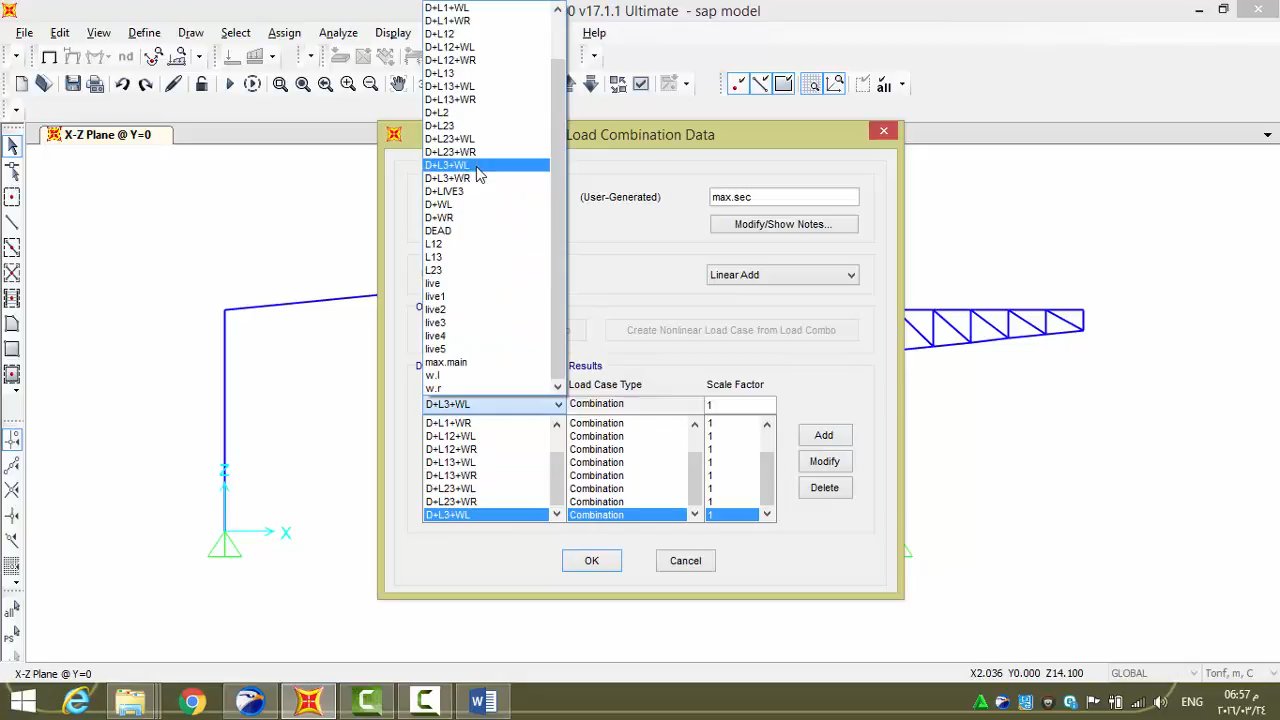 0 v17.1.1 Ultimate - sap model
File Edit View Define Draw Select Assign Analyze Display Help
nd
all
X-Z Plane @ Y=0
Load Combination Data
(User-Generated) max.sec
Modify/Show Notes...
Linear Add
Create Nonlinear Load Case from Load Combo
Results
Load Case Type Scale Factor
D+L1+WL
D+L1+WR
D+L12
D+L12+WL
D+L12+WR
D+L13
D+L13+WL
D+L13+WR
D+L2
D+L23
D+L23+WL
D+L23+WR
D+L3+WL
D+L3+WR
D+LIVE3
D+WL
D+WR
DEAD
L12
L13
L23
live
live1
live2
live3
live4
live5
max.main
w.l
w.r
D+L3+WL Combination 1
D+L1+WR Combination 1
D+L12+WL Combination 1
D+L12+WR Combination 1
D+L13+WL Combination 1
D+L13+WR Combination 1
D+L23+WL Combination 1
D+L23+WR Combination 1
D+L3+WL Combination 1
Add
Modify
Delete
OK Cancel
Z
X
all
PS
X-Z Plane @ Y=0 X2.036 Y0.000 Z14.100 GLOBAL Tonf, m, C
ENG
06:57 م
٢٠١٦/٠٣/٢٤